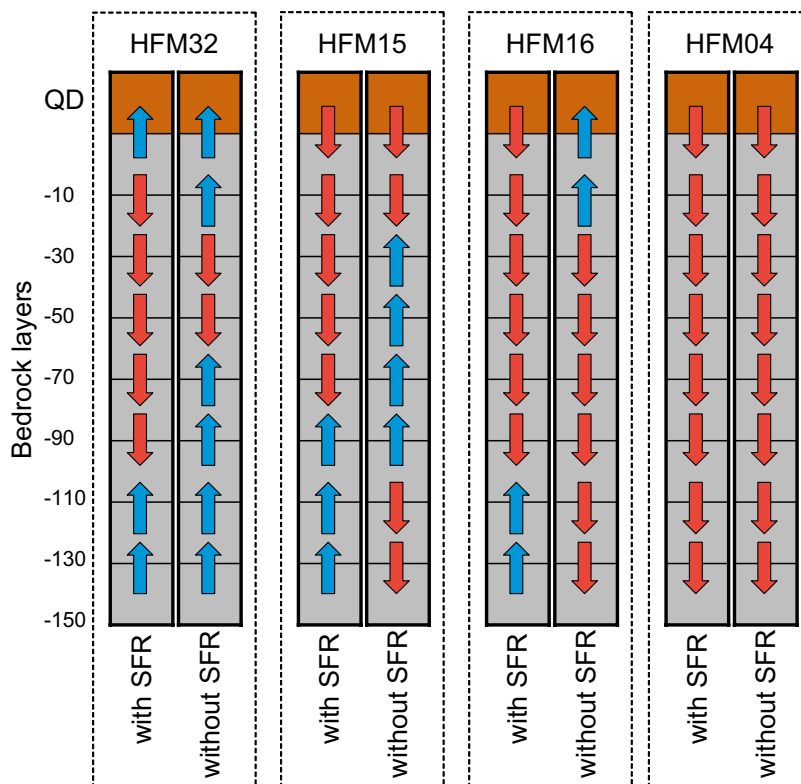 HFM32
HFM15
HFM16
HFM04
QD
Bedrock layers
-10
-30
-50
-70
-90
-110
-130
-150
with SFR
without SFR
with SFR
without SFR
with SFR
without SFR
with SFR
without SFR